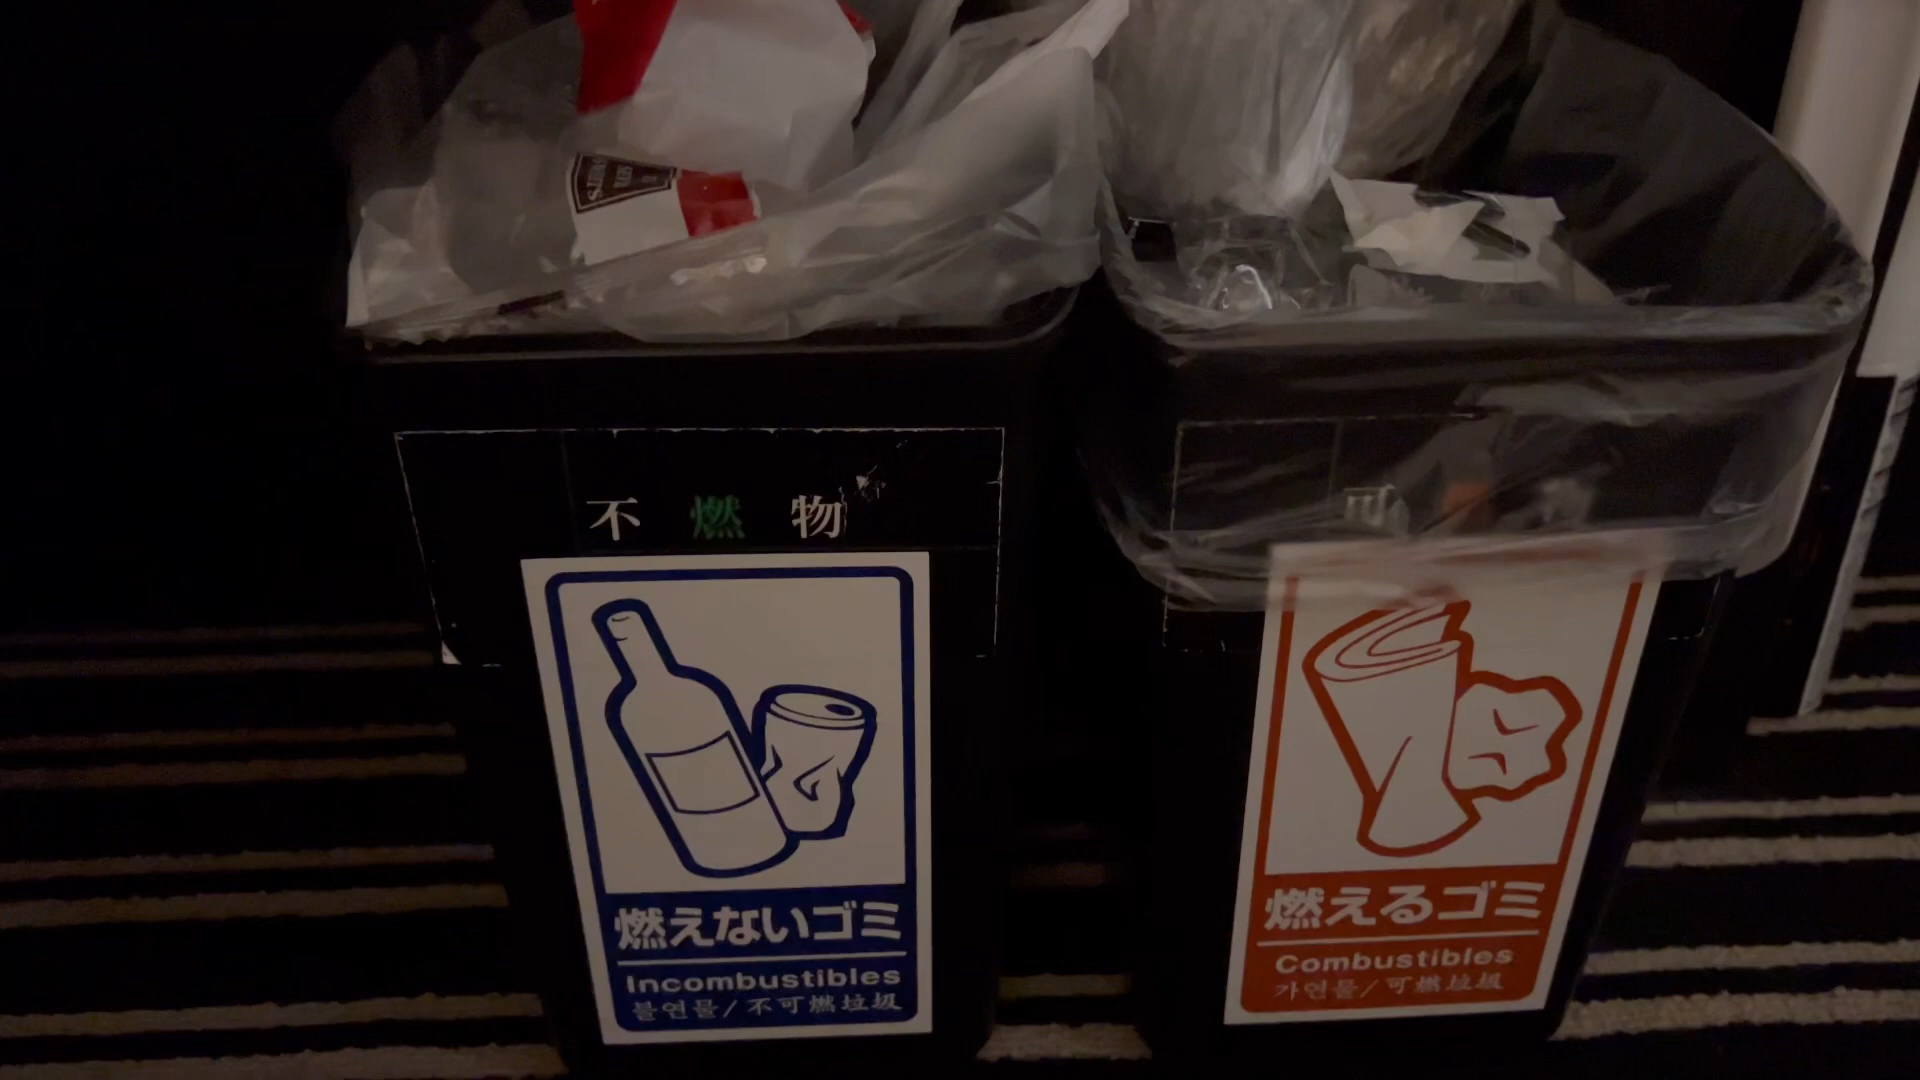 不燃物
燃えないゴミ
Incombustibles
불연물/不可燃垃圾
可
燃えるゴミ
Combustibles
가연물/可燃垃圾